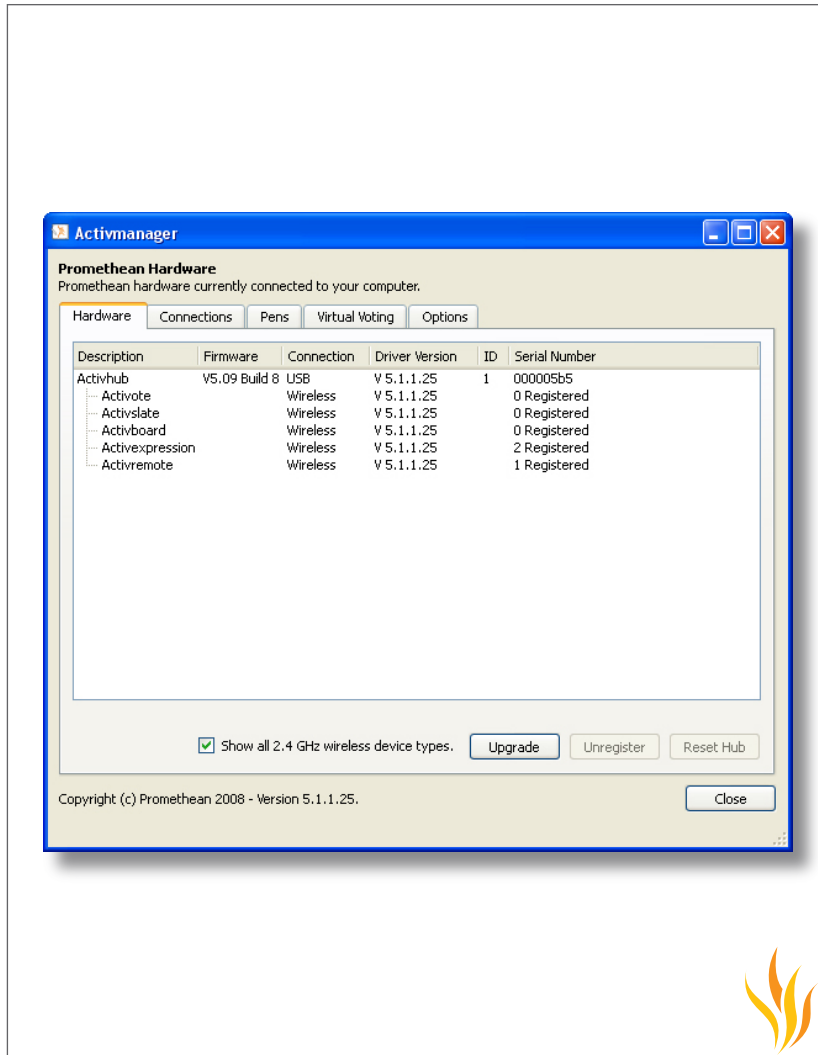 Activmanager
Promethean Hardware
Promethean hardware currently connected to your computer.
Hardware Connections Pens Virtual Voting Options
Description Firmware Connection Driver Version ID Serial Number
Activhub V5.09 Build 8 USB V 5.1.1.25 1 000005b5
Activote Wireless V 5.1.1.25 0 Registered
Activslate Wireless V 5.1.1.25 0 Registered
Activboard Wireless V 5.1.1.25 0 Registered
Activexpression Wireless V 5.1.1.25 2 Registered
Activremote Wireless V 5.1.1.25 1 Registered
Show all 2.4 GHz wireless device types. Upgrade Unregister Reset Hub
Copyright (c) Promethean 2008 - Version 5.1.1.25. Close